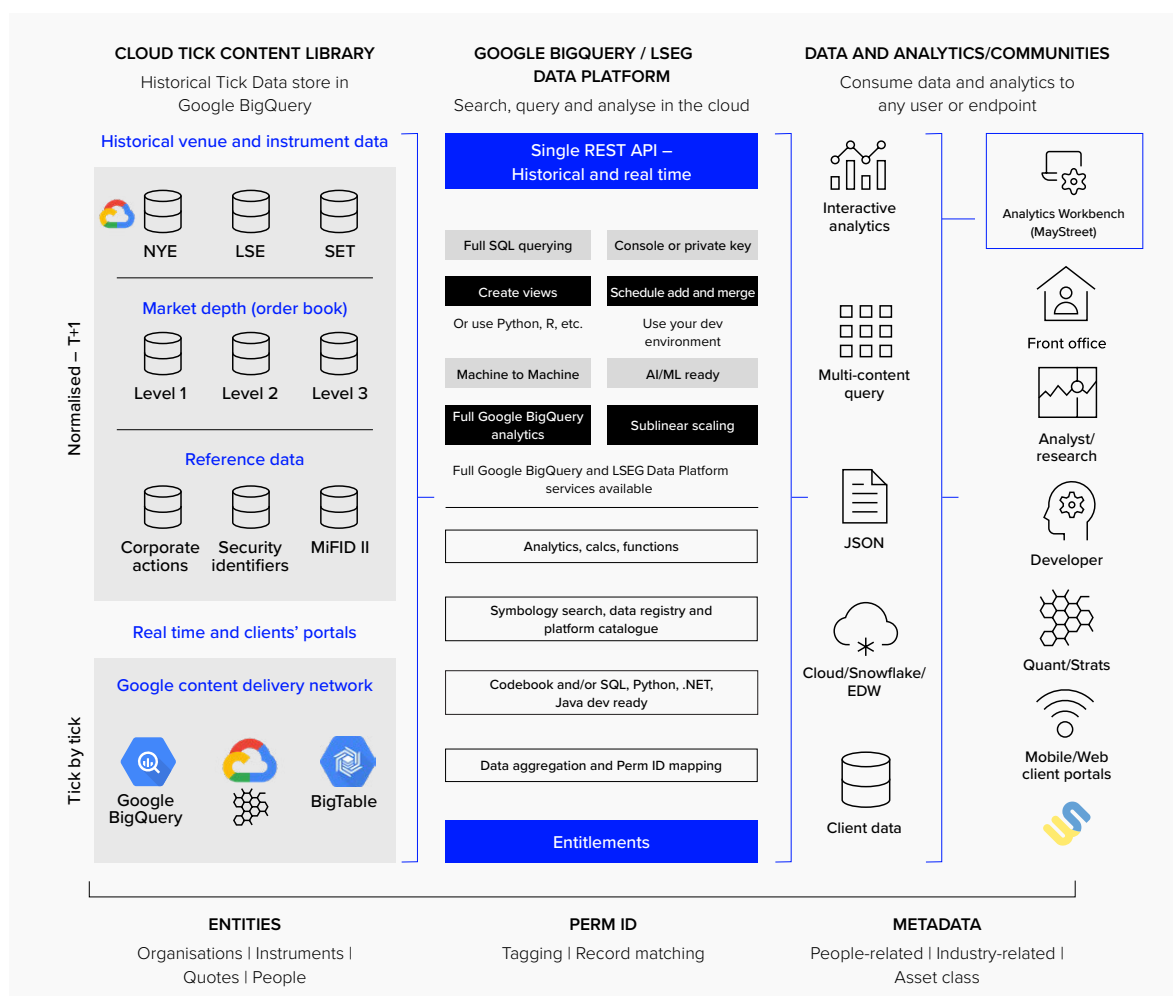 CLOUD TICK CONTENT LIBRARY
Historical Tick Data store in
Google BigQuery
Historical venue and instrument data
NYE
LSE
SET
Market depth (order book)
Level 1
Level 2
Level 3
Reference data
Corporate
actions
Security
identifiers
MiFID II
Normalised – T+1
Real time and clients’ portals
Google content delivery network
Google
BigQuery
BigTable
Tick by tick
GOOGLE BIGQUERY / LSEG
DATA PLATFORM
Search, query and analyse in the cloud
Single REST API –
Historical and real time
Full SQL querying
Console or private key
Create views
Schedule add and merge
Or use Python, R, etc.
Use your dev
environment
Machine to Machine
AI/ML ready
Full Google BigQuery
analytics
Sublinear scaling
Full Google BigQuery and LSEG Data Platform
services available
Analytics, calcs, functions
Symbology search, data registry and
platform catalogue
Codebook and/or SQL, Python, .NET,
Java dev ready
Data aggregation and Perm ID mapping
Entitlements
DATA AND ANALYTICS/COMMUNITIES
Consume data and analytics to
any user or endpoint
Interactive
analytics
Multi-content
query
JSON
Cloud/Snowflake/
EDW
Client data
Analytics Workbench
(MayStreet)
Front office
Analyst/
research
Developer
Quant/Strats
Mobile/Web
client portals
ENTITIES
Organisations | Instruments |
Quotes | People
PERM ID
Tagging | Record matching
METADATA
People-related | Industry-related |
Asset class